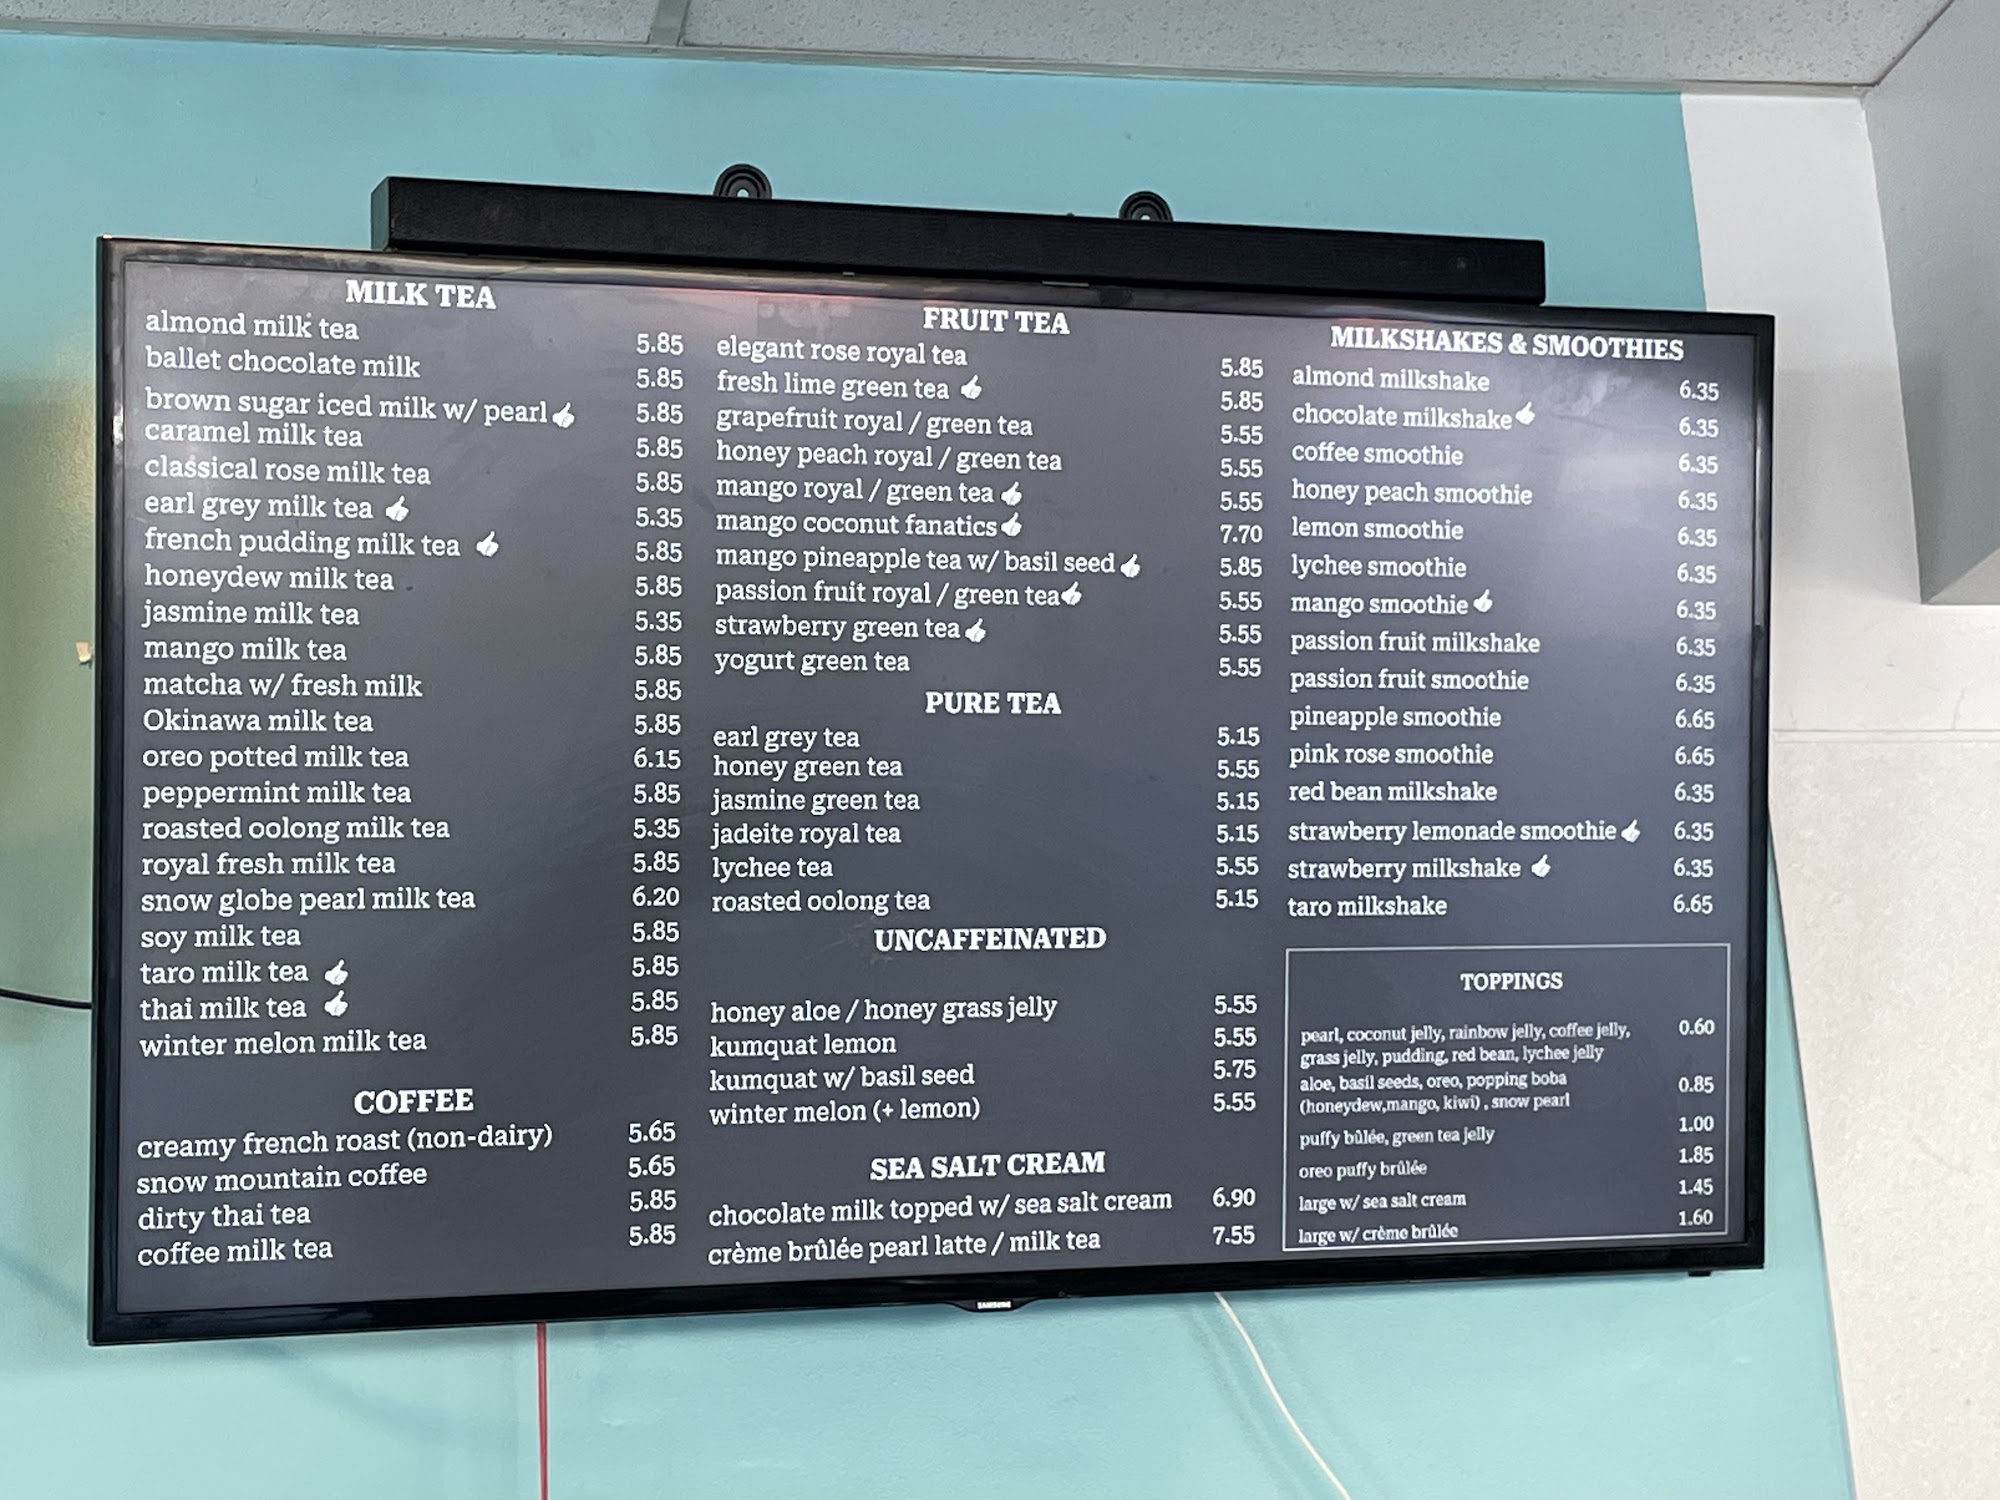 MILK TEA
almond milk tea 5.85
ballet chocolate milk 5.85
brown sugar iced milk w/ pearl 5.85
caramel milk tea 5.85
classical rose milk tea 5.85
earl grey milk tea 5.35
french pudding milk tea 5.85
honeydew milk tea 5.85
jasmine milk tea 5.35
mango milk tea 5.85
matcha w/ fresh milk 5.85
Okinawa milk tea 5.85
oreo potted milk tea 6.15
peppermint milk tea 5.85
roasted oolong milk tea 5.35
royal fresh milk tea 5.85
snow globe pearl milk tea 6.20
soy milk tea 5.85
taro milk tea 5.85
thai milk tea 5.85
winter melon milk tea 5.85
COFFEE
creamy french roast (non-dairy) 5.65
snow mountain coffee 5.65
dirty thai tea 5.85
coffee milk tea 5.85
FRUIT TEA
elegant rose royal tea 5.85
fresh lime green tea 5.85
grapefruit royal / green tea 5.55
honey peach royal / green tea 5.55
mango royal / green tea 5.55
mango coconut fanatics 7.70
mango pineapple tea w/ basil seed 5.85
passion fruit royal / green tea 5.55
strawberry green tea 5.55
yogurt green tea 5.55
PURE TEA
earl grey tea 5.15
honey green tea 5.55
jasmine green tea 5.15
jadeite royal tea 5.15
lychee tea 5.55
roasted oolong tea 5.15
UNCAFFEINATED
honey aloe / honey grass jelly 5.55
kumquat lemon 5.55
kumquat w/ basil seed 5.75
winter melon (+ lemon) 5.55
SEA SALT CREAM
chocolate milk topped w/ sea salt cream 6.90
crème brûlée pearl latte / milk tea 7.55
MILKSHAKES & SMOOTHIES
almond milkshake 6.35
chocolate milkshake 6.35
coffee smoothie 6.35
honey peach smoothie 6.35
lemon smoothie 6.35
lychee smoothie 6.35
mango smoothie 6.35
passion fruit milkshake 6.35
passion fruit smoothie 6.35
pineapple smoothie 6.65
pink rose smoothie 6.65
red bean milkshake 6.35
strawberry lemonade smoothie 6.35
strawberry milkshake 6.35
taro milkshake 6.65
TOPPINGS
pearl, coconut jelly, rainbow jelly, coffee jelly, 0.60
grass jelly, pudding, red bean, lychee jelly
aloe, basil seeds, oreo, popping boba 0.85
(honeydew,mango, kiwi) , snow pearl
puffy bûlée, green tea jelly 1.00
oreo puffy brûlée 1.85
large w/ sea salt cream 1.45
large w/ crème brûlée 1.60
SAMSUNG